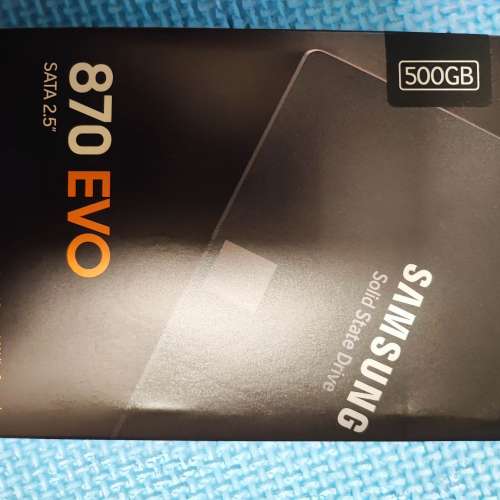 870 EVO
SATA 2.5"
500GB
SAMSUNG
Solid State Drive